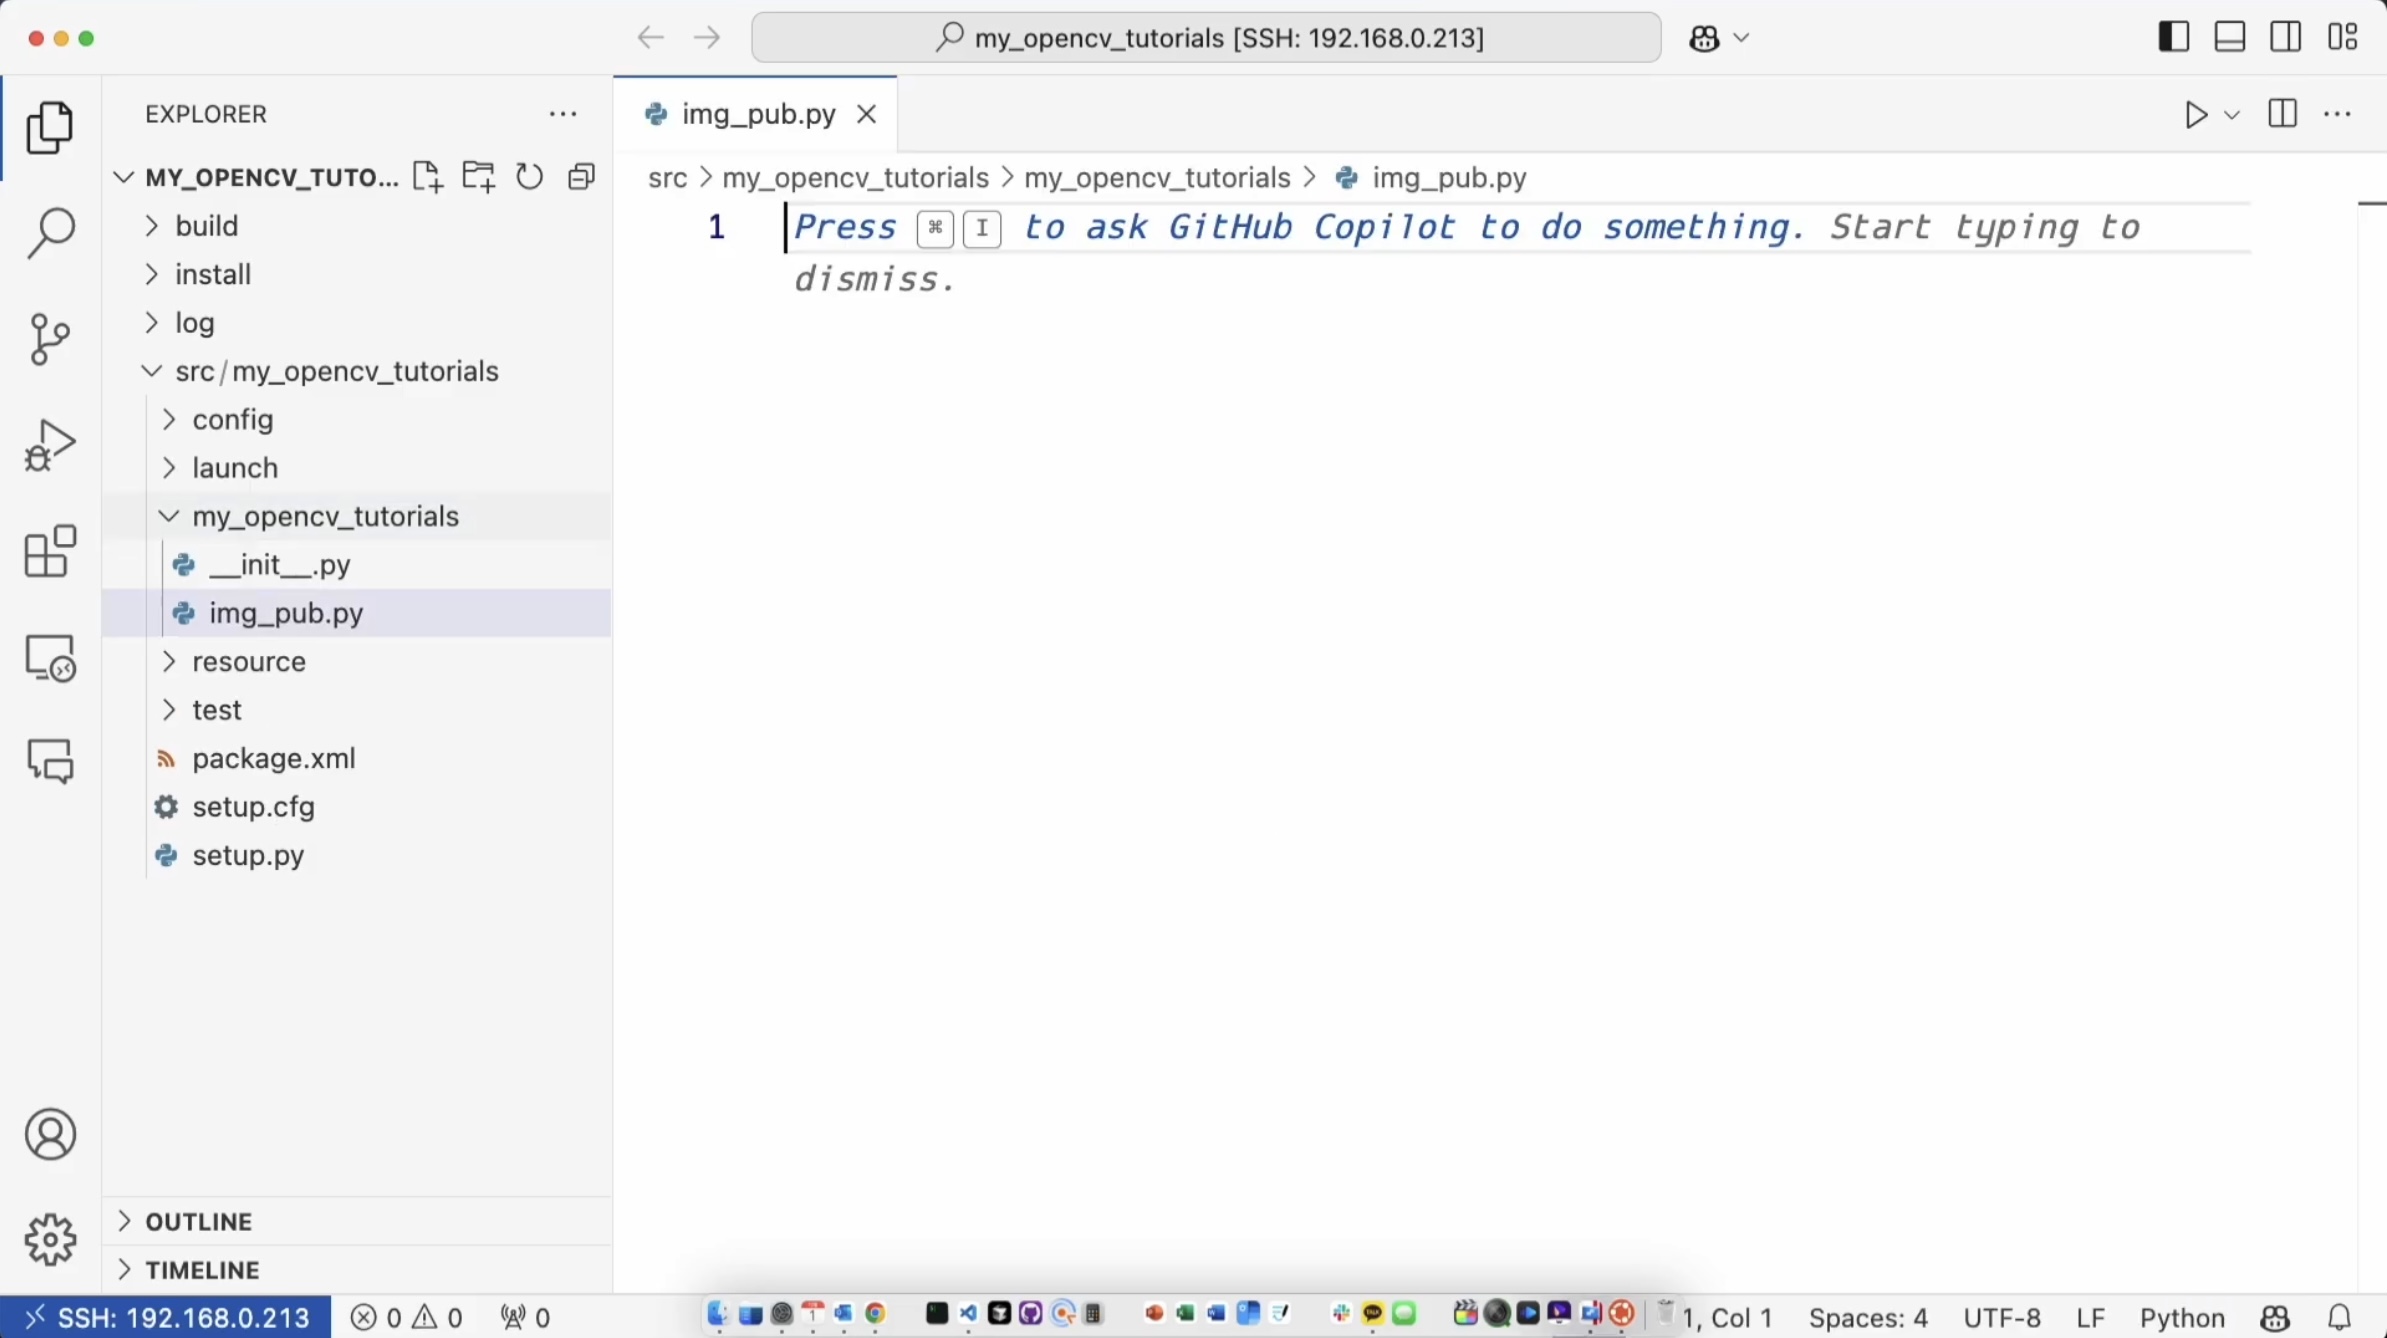 my_opencv_tutorials [SSH: 192.168.0.213]
EXPLORER
MY_OPENCV_TUTO...
build
install
log
src/my_opencv_tutorials
config
launch
my_opencv_tutorials
__init__.py
img_pub.py
resource
test
package.xml
setup.cfg
setup.py
OUTLINE
TIMELINE
img_pub.py
src > my_opencv_tutorials > my_opencv_tutorials > img_pub.py
1 Press ⌘ I to ask GitHub Copilot to do something. Start typing to
dismiss.
SSH: 192.168.0.213 0 0 0 1, Col 1 Spaces: 4 UTF-8 LF Python